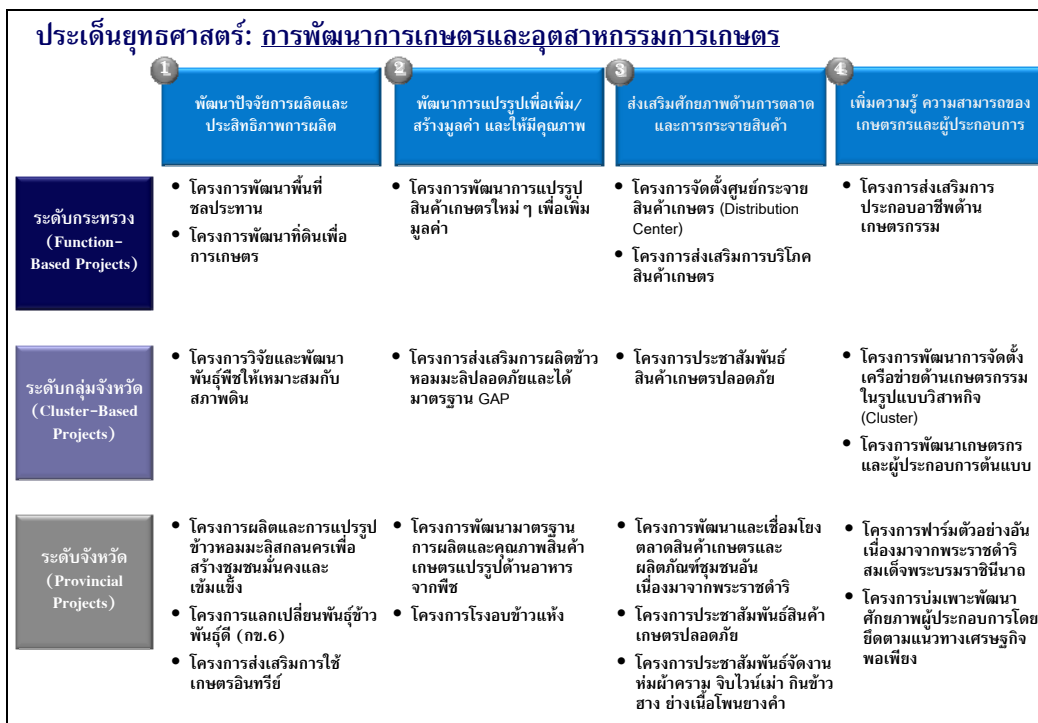 ประเด็นยุทธศาสตร์: การพัฒนาการเกษตรและอุตสาหกรรมการเกษตร
1
พัฒนาปัจจัยการผลิตและ
ประสิทธิภาพการผลิต
2
พัฒนาการแปรรูปเพื่อเพิ่ม/
สร้างมูลค่า และให้มีคุณภาพ
3
ส่งเสริมศักยภาพด้านการตลาด
และการกระจายสินค้า
4
เพิ่มความรู้ ความสามารถของ
เกษตรกรและผู้ประกอบการ
ระดับกระทรวง
(Function-
Based Projects)
• โครงการพัฒนาพื้นที่
ชลประทาน
• โครงการพัฒนาที่ดินเพื่อ
การเกษตร
• โครงการพัฒนาการแปรรูป
สินค้าเกษตรใหม่ ๆ เพื่อเพิ่ม
มูลค่า
• โครงการจัดตั้งศูนย์กระจาย
สินค้าเกษตร (Distribution
Center)
• โครงการส่งเสริมการบริโภค
สินค้าเกษตร
• โครงการส่งเสริมการ
ประกอบอาชีพด้าน
เกษตรกรรม
ระดับกลุ่มจังหวัด
(Cluster-Based
Projects)
• โครงการวิจัยและพัฒนา
พันธุ์พืชให้เหมาะสมกับ
สภาพดิน
• โครงการส่งเสริมการผลิตข้าว
หอมมะลิปลอดภัยและได้
มาตรฐาน GAP
• โครงการประชาสัมพันธ์
สินค้าเกษตรปลอดภัย
• โครงการพัฒนาการจัดตั้ง
เครือข่ายด้านเกษตรกรรม
ในรูปแบบวิสาหกิจ
(Cluster)
• โครงการพัฒนาเกษตรกร
และผู้ประกอบการต้นแบบ
ระดับจังหวัด
(Provincial
Projects)
• โครงการผลิตและการแปรรูป
ข้าวหอมมะลิสกลนครเพื่อ
สร้างชุมชนมั่นคงและ
เข้มแข็ง
• โครงการแลกเปลี่ยนพันธุ์ข้าว
พันธุ์ดี (กข.6)
• โครงการส่งเสริมการใช้
เกษตรอินทรีย์
• โครงการพัฒนามาตรฐาน
การผลิตและคุณภาพสินค้า
เกษตรแปรรูปด้านอาหาร
จากพืช
• โครงการโรงอบข้าวแห้ง
• โครงการพัฒนาและเชื่อมโยง
ตลาดสินค้าเกษตรและ
ผลิตภัณฑ์ชุมชนอัน
เนื่องมาจากพระราชดำริ
• โครงการประชาสัมพันธ์สินค้า
เกษตรปลอดภัย
• โครงการประชาสัมพันธ์จัดงาน
ห่มผ้าคราม จิบไวน์เม่า กินข้าว
ฮาง ย่างเนื้อโพนยางคำ
• โครงการฟาร์มตัวอย่างอัน
เนื่องมาจากพระราชดำริ
สมเด็จพระบรมราชินีนาถ
• โครงการบ่มเพาะพัฒนา
ศักยภาพผู้ประกอบการโดย
ยึดตามแนวทางเศรษฐกิจ
พอเพียง